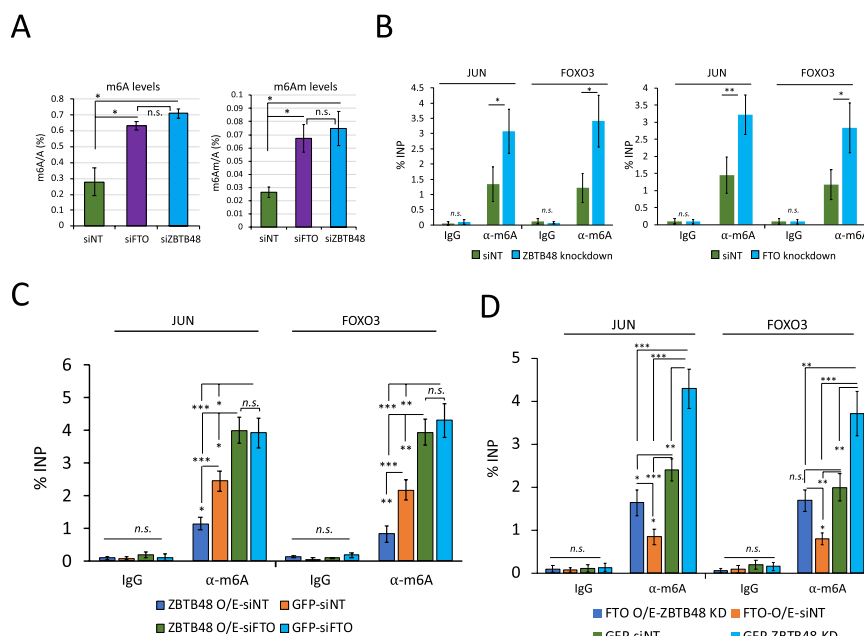 A
m6A levels
m6Am levels
0.8
0.7
0.6
0.5
0.4
0.3
0.2
0.1
0
m6A/A (%)
*
*
n.s.
siNT
siFTO
siZBTB48
0.1
0.09
0.08
0.07
0.06
0.05
0.04
0.03
0.02
0.01
0
m6Am/A (%)
*
*
n.s.
siNT
siFTO
siZBTB48
B
JUN
FOXO3
4.5
4
3.5
3
2.5
2
1.5
1
0.5
0
% INP
n.s.
*
n.s.
*
IgG
α-m6A
IgG
α-m6A
siNT
ZBTB48 knockdown
JUN
FOXO3
4.5
4
3.5
3
2.5
2
1.5
1
0.5
0
% INP
n.s.
**
n.s.
*
IgG
α-m6A
IgG
α-m6A
siNT
FTO knockdown
C
JUN
FOXO3
6
5
4
3
2
1
0
% INP
n.s.
*** *
n.s.
*
***
*
n.s.
*** **
n.s.
**
***
**
IgG
α-m6A
IgG
α-m6A
ZBTB48 O/E-siNT
GFP-siNT
ZBTB48 O/E-siFTO
GFP-siFTO
D
JUN
FOXO3
5
4
3
2
1
0
% INP
n.s.
***
***
**
* ***
*
n.s.
**
***
**
n.s.
**
*
IgG
α-m6A
IgG
α-m6A
FTO O/E-ZBTB48 KD
FTO-O/E-siNT